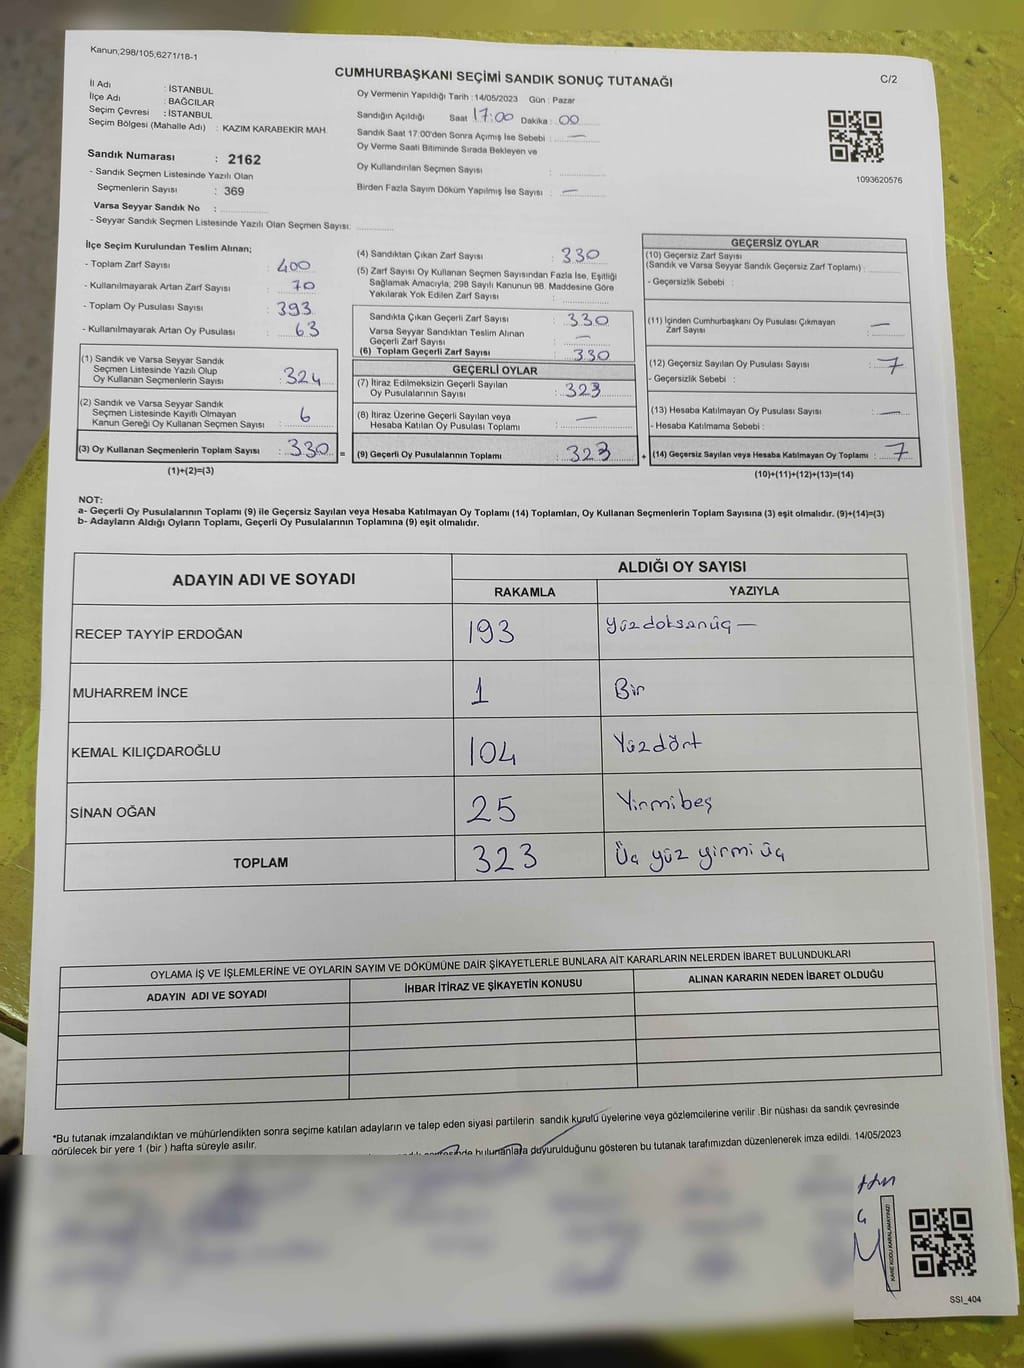 Kanun;298/105;6271/18-1
CUMHURBAŞKANI SEÇİMİ SANDIK SONUÇ TUTANAĞI
C/2
İl Adı : İSTANBUL
İlçe Adı : BAĞCILAR
Seçim Çevresi : İSTANBUL
Seçim Bölgesi (Mahalle Adı) : KAZIM KARABEKİR MAH.
Sandık Numarası : 2162
- Sandık Seçmen Listesinde Yazılı Olan
Seçmenlerin Sayısı : 369
Varsa Seyyar Sandık No :
- Seyyar Sandık Seçmen Listesinde Yazılı Olan Seçmen Sayısı:
Oy Vermenin Yapıldığı Tarih : 14/05/2023 Gün : Pazar
Sandığın Açıldığı Saat 17:00 Dakika : 00
Sandık Saat 17:00'den Sonra Açımış İse Sebebi : —
Oy Verme Saati Bitiminde Sırada Bekleyen ve
Oy Kullandırılan Seçmen Sayısı :
Birden Fazla Sayım Döküm Yapılmış İse Sayısı : —
1093620576
İlçe Seçim Kurulundan Teslim Alınan;
- Toplam Zarf Sayısı : 400
- Kullanılmayarak Artan Zarf Sayısı : 70
- Toplam Oy Pusulası Sayısı : 393
- Kullanılmayarak Artan Oy Pusulası : 63
(1) Sandık ve Varsa Seyyar Sandık
Seçmen Listesinde Yazılı Olup
Oy Kullanan Seçmenlerin Sayısı : 324
(2) Sandık ve Varsa Seyyar Sandık
Seçmen Listesinde Kayıtlı Olmayan
Kanun Gereği Oy Kullanan Seçmen Sayısı : 6
(3) Oy Kullanan Seçmenlerin Toplam Sayısı : 330
(1)+(2)=(3)
(4) Sandıktan Çıkan Zarf Sayısı : 330
(5) Zarf Sayısı Oy Kullanan Seçmen Sayısından Fazla İse, Eşitliği
Sağlamak Amacıyla; 298 Sayılı Kanunun 98. Maddesine Göre
Yakılarak Yok Edilen Zarf Sayısı :
Sandıkta Çıkan Geçerli Zarf Sayısı : 330
Varsa Seyyar Sandıktan Teslim Alınan
Geçerli Zarf Sayısı : —
(6) Toplam Geçerli Zarf Sayısı : 330
GEÇERLİ OYLAR
(7) İtiraz Edilmeksizin Geçerli Sayılan
Oy Pusulalarının Sayısı : 323
(8) İtiraz Üzerine Geçerli Sayılan veya
Hesaba Katılan Oy Pusulası Toplamı : —
= (9) Geçerli Oy Pusulalarının Toplamı : 323
GEÇERSİZ OYLAR
(10) Geçersiz Zarf Sayısı
(Sandık ve Varsa Seyyar Sandık Geçersiz Zarf Toplamı) :
- Geçersizlik Sebebi :
(11) İçinden Cumhurbaşkanı Oy Pusulası Çıkmayan
Zarf Sayısı : —
(12) Geçersiz Sayılan Oy Pusulası Sayısı : 7
- Geçersizlik Sebebi :
(13) Hesaba Katılmayan Oy Pusulası Sayısı : —
- Hesaba Katılmama Sebebi :
+ (14) Geçersiz Sayılan veya Hesaba Katılmayan Oy Toplamı : 7
(10)+(11)+(12)+(13)=(14)
NOT:
a- Geçerli Oy Pusulalarının Toplamı (9) ile Geçersiz Sayılan veya Hesaba Katılmayan Oy Toplamı (14) Toplamları, Oy Kullanan Seçmenlerin Toplam Sayısına (3) eşit olmalıdır. (9)+(14)=(3)
b- Adayların Aldığı Oyların Toplamı, Geçerli Oy Pusulalarının Toplamına (9) eşit olmalıdır.
ADAYIN ADI VE SOYADI
ALDIĞI OY SAYISI
RAKAMLA YAZIYLA
RECEP TAYYİP ERDOĞAN 193 Yüzdoksanüç —
MUHARREM İNCE 1 Bir
KEMAL KILIÇDAROĞLU 104 Yüzdört
SİNAN OĞAN 25 Yirmibeş
TOPLAM 323 Üç yüz yirmi üç
OYLAMA İŞ VE İŞLEMLERİNE VE OYLARIN SAYIM VE DÖKÜMÜNE DAİR ŞİKAYETLERLE BUNLARA AİT KARARLARIN NELERDEN İBARET BULUNDUKLARI
ADAYIN ADI VE SOYADI İHBAR İTİRAZ VE ŞİKAYETİN KONUSU ALINAN KARARIN NEDEN İBARET OLDUĞU
*Bu tutanak imzalandıktan ve mühürlendikten sonra seçime katılan adayların ve talep eden siyasi partilerin sandık kurulu üyelerine veya gözlemcilerine verilir .Bir nüshası da sandık çevresinde
görülecek bir yere 1 (bir ) hafta süreyle asılır.
bulunanlara duyurulduğunu gösteren bu tutanak tarafımızdan düzenlenerek imza edildi. 14/05/2023
KARE KODU KARALAMAYINIZ!
SSI_404